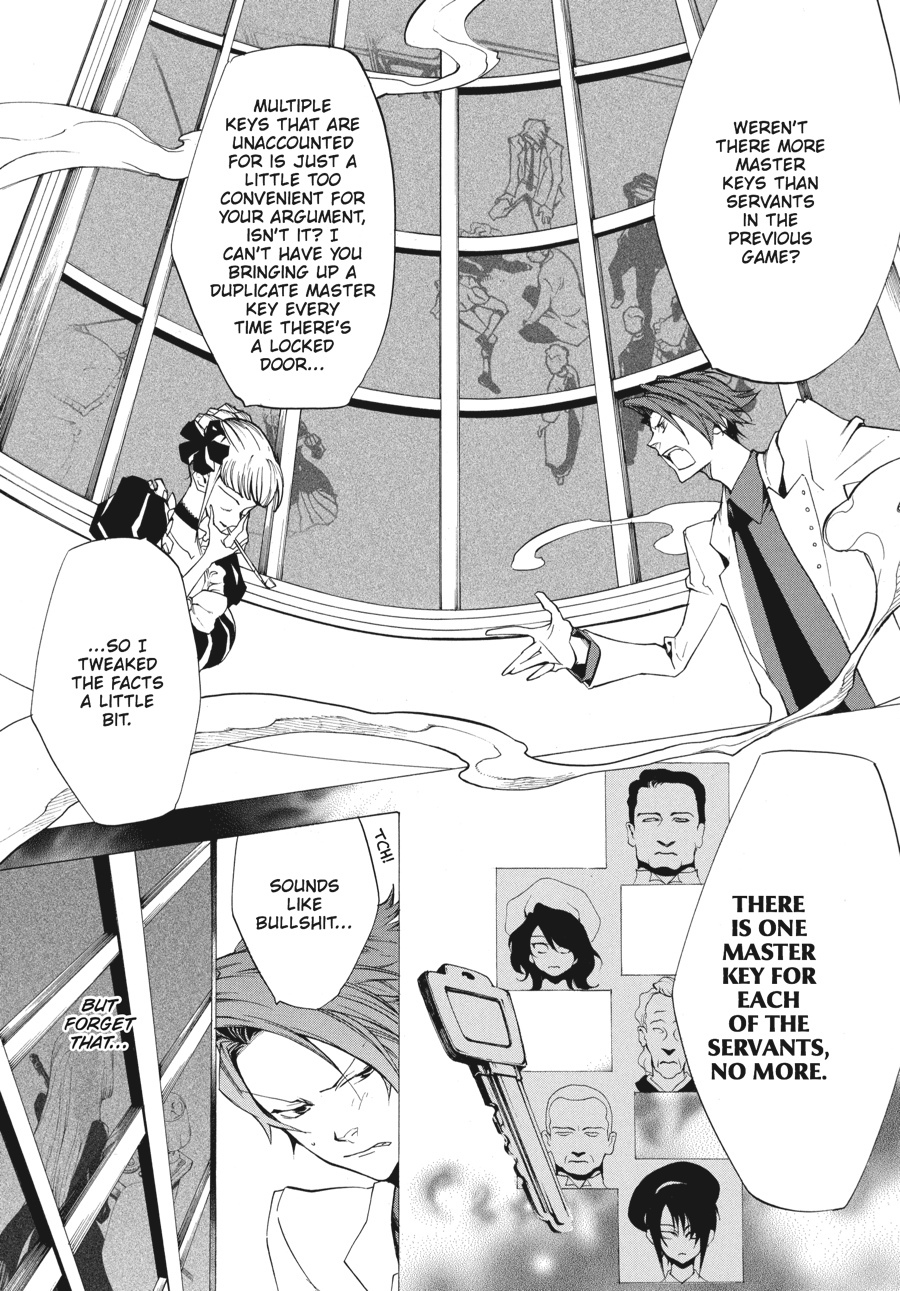 WEREN'T
THERE MORE
MASTER
KEYS THAN
SERVANTS
IN THE
PREVIOUS
GAME?
MULTIPLE
KEYS THAT ARE
UNACCOUNTED
FOR IS JUST A
LITTLE TOO
CONVENIENT FOR
YOUR ARGUMENT,
ISN'T IT? I
CAN'T HAVE YOU
BRINGING UP A
DUPLICATE MASTER
KEY EVERY
TIME THERE'S
A LOCKED
DOOR...
...SO I
TWEAKED
THE FACTS
A LITTLE
BIT.
THERE
IS ONE
MASTER
KEY FOR
EACH
OF THE
SERVANTS,
NO MORE.
TCH!
SOUNDS
LIKE
BULLSHIT...
BUT
FORGET
THAT...